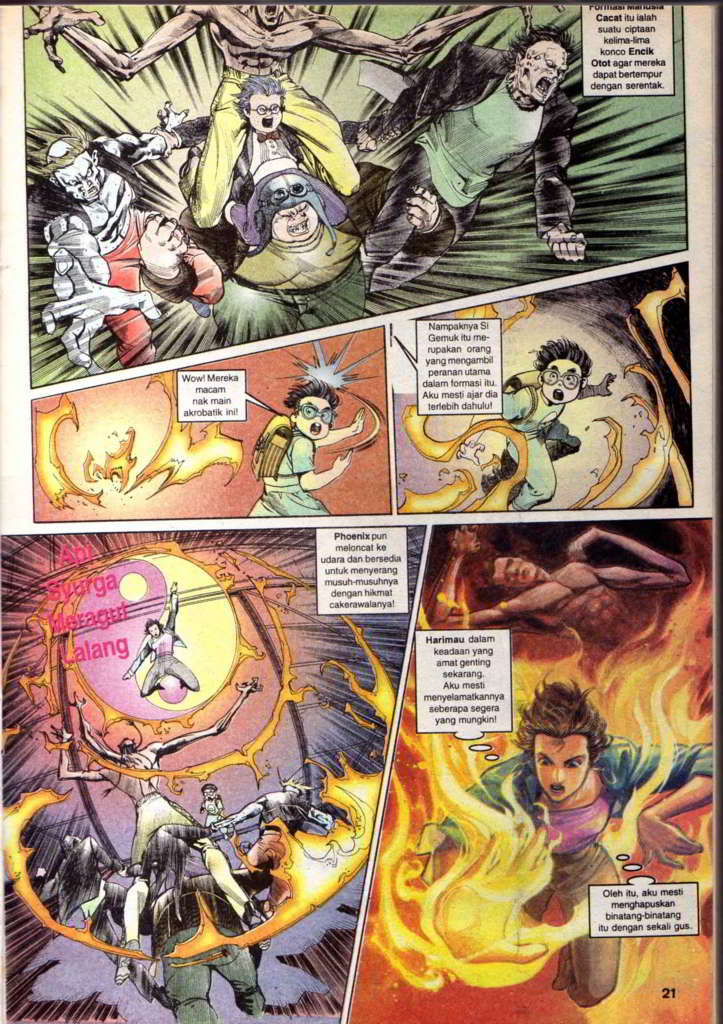 Formasi Manusia
Cacat itu ialah
suatu ciptaan
kelima-lima
konco Encik
Otot agar mereka
dapat bertempur
dengan serentak.
Wow! Mereka
macam
nak main
akrobatik ini!
Nampaknya Si
Gemuk itu me-
rupakan orang
yang mengambil
peranan utama
dalam formasi itu.
Aku mesti ajar dia
terlebih dahulu!
Api
Syurga
Meragut
Lalang
Phoenix pun
meloncat ke
udara dan bersedia
untuk menyerang
musuh-musuhnya
dengan hikmat
cakerawalanya!
Harimau dalam
keadaan yang
amat genting
sekarang.
Aku mesti
menyelamatkannya
seberapa segera
yang mungkin!
Oleh itu, aku mesti
menghapuskan
binatang-binatang
itu dengan sekali gus.
21